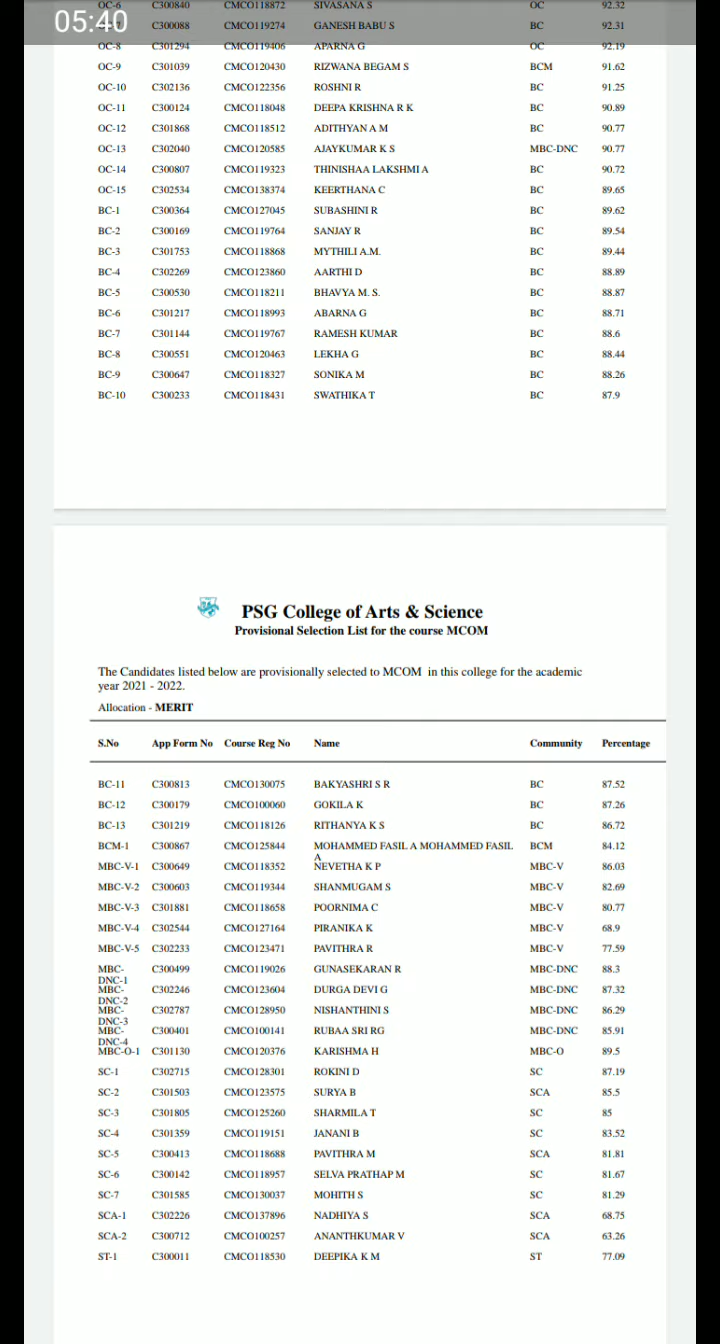 OC-6 C300840 CMCO118872 SIVASANA S OC 92.32
05:40
C300088 CMCO119274 GANESH BABU S BC 92.31
OC-8 C301294 CMCO119406 APARNA G OC 92.19
OC-9 C301039 CMCO120430 RIZWANA BEGAM S BCM 91.62
OC-10 C302136 CMCO122356 ROSHNI R BC 91.25
OC-11 C300124 CMCO118048 DEEPA KRISHNA R K BC 90.89
OC-12 C301868 CMCO118512 ADITHYAN A M BC 90.77
OC-13 C302040 CMCO120585 AJAYKUMAR K S MBC-DNC 90.77
OC-14 C300807 CMCO119323 THINISHAA LAKSHMI A BC 90.72
OC-15 C302534 CMCO138374 KEERTHANA C BC 89.65
BC-1 C300364 CMCO127045 SUBASHINI R BC 89.62
BC-2 C300169 CMCO119764 SANJAY R BC 89.54
BC-3 C301753 CMCO118868 MYTHILI A.M. BC 89.44
BC-4 C302269 CMCO123860 AARTHI D BC 88.89
BC-5 C300530 CMCO118211 BHAVYA M. S. BC 88.87
BC-6 C301217 CMCO118993 ABARNA G BC 88.71
BC-7 C301144 CMCO119767 RAMESH KUMAR BC 88.6
BC-8 C300551 CMCO120463 LEKHA G BC 88.44
BC-9 C300647 CMCO118327 SONIKA M BC 88.26
BC-10 C300233 CMCO118431 SWATHIKA T BC 87.9
PSG College of Arts & Science
Provisional Selection List for the course MCOM
The Candidates listed below are provisionally selected to MCOM in this college for the academic
year 2021 - 2022.
Allocation - MERIT
S.No App Form No Course Reg No Name Community Percentage
BC-11 C300813 CMCO130075 BAKYASHRI S R BC 87.52
BC-12 C300179 CMCO100060 GOKILA K BC 87.26
BC-13 C301219 CMCO118126 RITHANYA K S BC 86.72
BCM-1 C300867 CMCO125844 MOHAMMED FASIL A MOHAMMED FASIL BCM 84.12
A
MBC-V-1 C300649 CMCO118352 NEVETHA K P MBC-V 86.03
MBC-V-2 C300603 CMCO119344 SHANMUGAM S MBC-V 82.69
MBC-V-3 C301881 CMCO118658 POORNIMA C MBC-V 80.77
MBC-V-4 C302544 CMCO127164 PIRANIKA K MBC-V 68.9
MBC-V-5 C302233 CMCO123471 PAVITHRA R MBC-V 77.59
MBC- C300499 CMCO119026 GUNASEKARAN R MBC-DNC 88.3
DNC-1
MBC- C302246 CMCO123604 DURGA DEVI G MBC-DNC 87.32
DNC-2
MBC- C302787 CMCO128950 NISHANTHINI S MBC-DNC 86.29
DNC-3
MBC- C300401 CMCO100141 RUBAA SRI RG MBC-DNC 85.91
DNC-4
MBC-O-1 C301130 CMCO120376 KARISHMA H MBC-O 89.5
SC-1 C302715 CMCO128301 ROKINI D SC 87.19
SC-2 C301503 CMCO123575 SURYA B SCA 85.5
SC-3 C301805 CMCO125260 SHARMILA T SC 85
SC-4 C301359 CMCO119151 JANANI B SC 83.52
SC-5 C300413 CMCO118688 PAVITHRA M SCA 81.81
SC-6 C300142 CMCO118957 SELVA PRATHAP M SC 81.67
SC-7 C301585 CMCO130037 MOHITH S SC 81.29
SCA-1 C302226 CMCO137896 NADHIYA S SCA 68.75
SCA-2 C300712 CMCO100257 ANANTHKUMAR V SCA 63.26
ST-1 C300011 CMCO118530 DEEPIKA K M ST 77.09